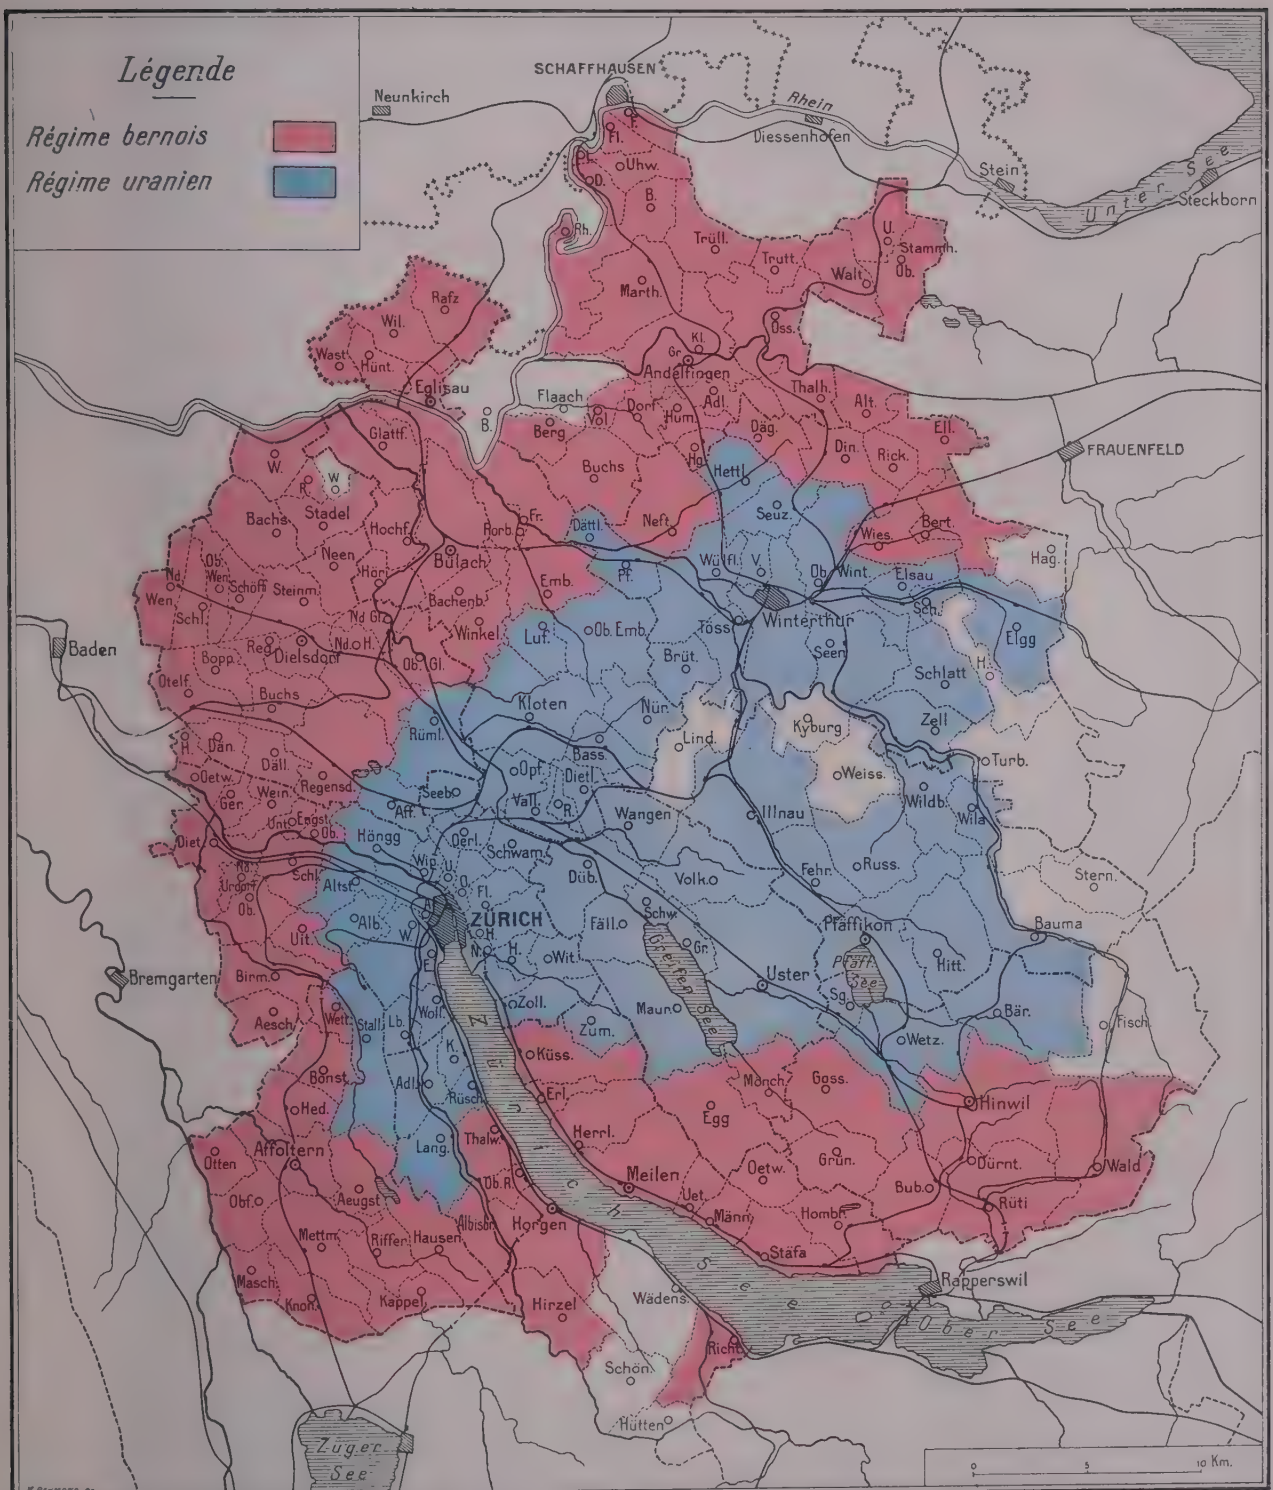 Légende
Régime bernois
Régime uranien
SCHAFFHAUSEN
Neunkirch
Rhein
Diessenhofen
Stein
Unter See
Steckborn
F.
Fl.
L.
Uhw.
D.
B.
Rh.
Trüll.
Trutt.
U.
Stammh.
Ob.
Walt.
Marth.
Rafz
Wil.
Wast.
Hünt.
Oss.
Kl.
Gr.
Andelfingen
Eglisau
B.
Flaach
Berg
Vol.
Dorf
Hum.
Adl.
Thalh.
Alt.
Ell.
FRAUENFELD
Glattf.
W.
R.
W
Buchs
Hg.
Däg.
Hettl.
Din.
Rick.
Bachs
Stadel
Hochf.
Rorb.
Fr.
Dättl.
Neft.
Seuz.
Wies.
Bert.
Hag.
Neer.
Bülach
Ob.
Wen.
Nd.
Wen.
Schöff.
Steinm.
Höri
Schl.
Nd Gl.
Bachenb.
Winkel
Emb.
Pf.
Wülfl.
V.
Ob.
Wint.
Elsau
Sch.
Elgg
H.
Baden
Reg.
Dielsdorf
Nd.
H.
Bopp.
Otelf.
Buchs
Ob. Gl.
Luf.
Ob. Emb.
Töss
Winterthur
Brüt.
Seen
Schlatt
Kloten
Nür.
Lind.
Kyburg
Zell
Turb.
Rüml.
H.
Dän.
Däll.
Oetw.
Regensd.
Ger.
Wein.
Unt.
Engst.
Ob.
Seeb.
Aff.
Opf.
Bass.
Dietl.
Vall.
R.
Weiss.
Wildb.
Wila
Wangen
Illnau
Diet.
Höngg
Oerl.
Schwam.
Wip.
U.
O.
Fl.
Düb.
Volk.
Fehr.
Russ.
Stern.
Nd.
Urdorf
Ob.
Schl.
Altst.
Alb.
W.
ZÜRICH
H.
N.
H.
Wit.
Fäll.
Schw.
Gr.
Greifen See
Pfäffikon
Pfäff. See
Bauma
Hitt.
Uit.
Birm.
Bremgarten
Aesch.
Wett.
Stall.
Lb.
E.
Woll.
Zoll.
Zum.
Maur.
Uster
Sg.
Wetz.
Bär.
Fisch.
K.
Küss.
Bonst.
Adl.
Rüsch.
Erl.
Mönch.
Goss.
Hinwil
Egg
Hed.
Affoltern
Otten
Lang.
Thalw.
Herrl.
Meilen
Oetw.
Grün.
Dürnt.
Wald
Obf.
Aeugst
Ob. R.
Horgen
Uet.
Männ.
Hombr.
Bub.
Rüti
Mettm.
Riffer.
Hausen
Albisbr.
Stäfa
Zürich See
Rapperswil
Ober See
Masch.
Knon.
Kappel
Hirzel
Wädens.
Richt.
Schön.
Hütten
Zuger
See
0 5 10 Km.